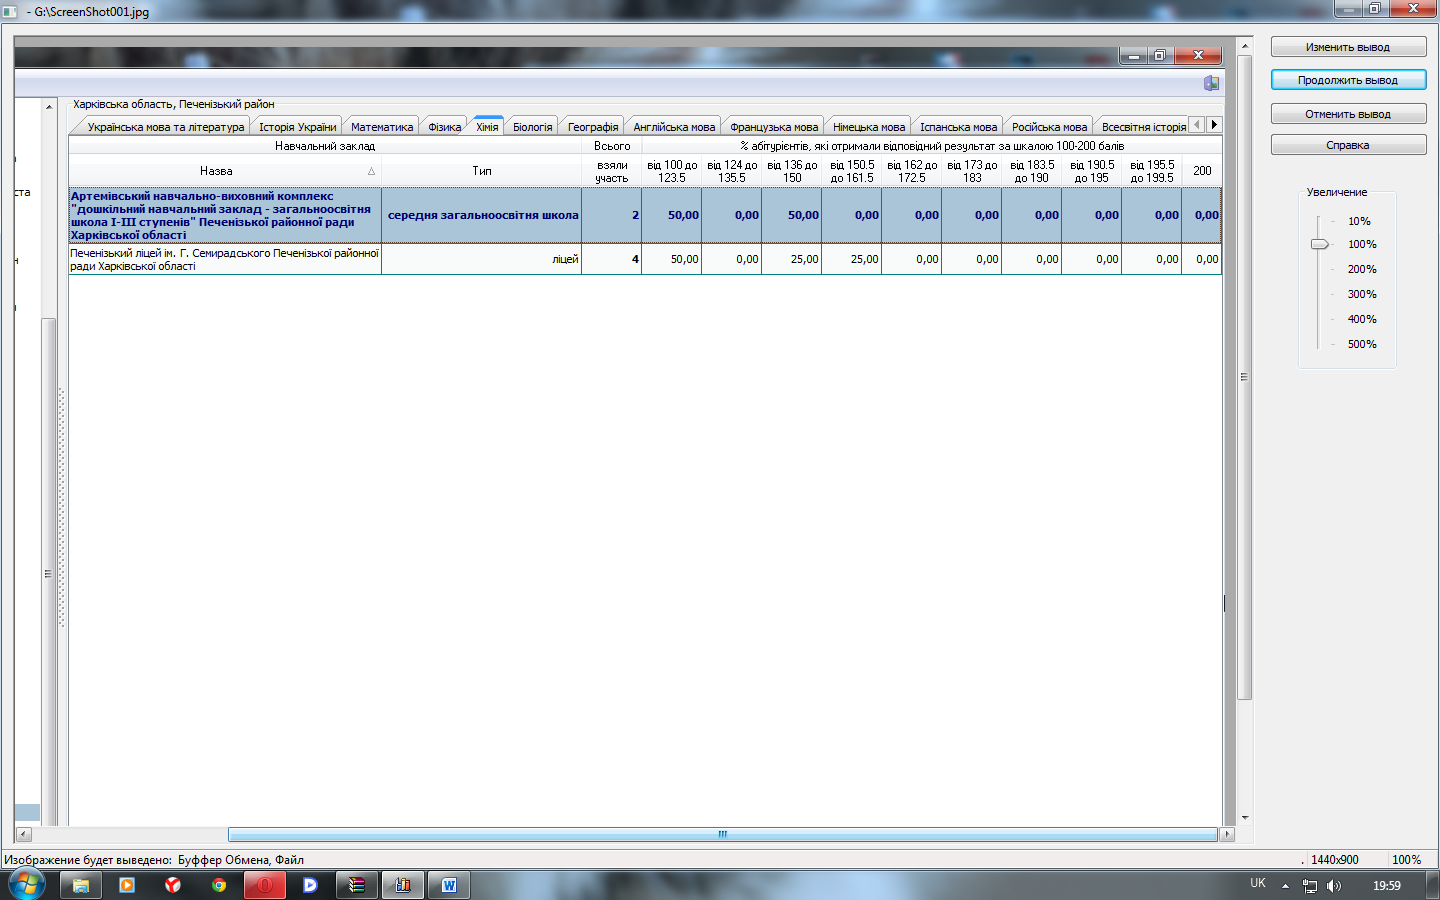 - G:\ScreenShot001.jpg
Изменить вывод
Продолжить вывод
Отменить вывод
Справка
Увеличение
10%
100%
200%
300%
400%
500%
Харківська область, Печенізький район
Українська мова та література Історія України Математика Фізика Хімія Біологія Географія Англійська мова Французька мова Німецька мова Іспанська мова Російська мова Всесвітня історія
Навчальний заклад Всього % абітурієнтів, які отримали відповідний результат за шкалою 100-200 балів
Назва Тип взяли участь від 100 до 123.5 від 124 до 135.5 від 136 до 150 від 150.5 до 161.5 від 162 до 172.5 від 173 до 183 від 183.5 до 190 від 190.5 до 195 від 195.5 до 199.5 200
Артемівський навчально-виховний комплекс
"дошкільний навчальний заклад - загальноосвітня
школа І-ІІІ ступенів" Печенізької районної ради
Харківської області
середня загальноосвітня школа 2 50,00 0,00 50,00 0,00 0,00 0,00 0,00 0,00 0,00 0,00
Печенізький ліцей ім. Г. Семирадського Печенізької районної
ради Харківської області
ліцей 4 50,00 0,00 25,00 25,00 0,00 0,00 0,00 0,00 0,00 0,00
ста
Изображение будет выведено: Буффер Обмена, Файл
. 1440x900 100%
UK 19:59